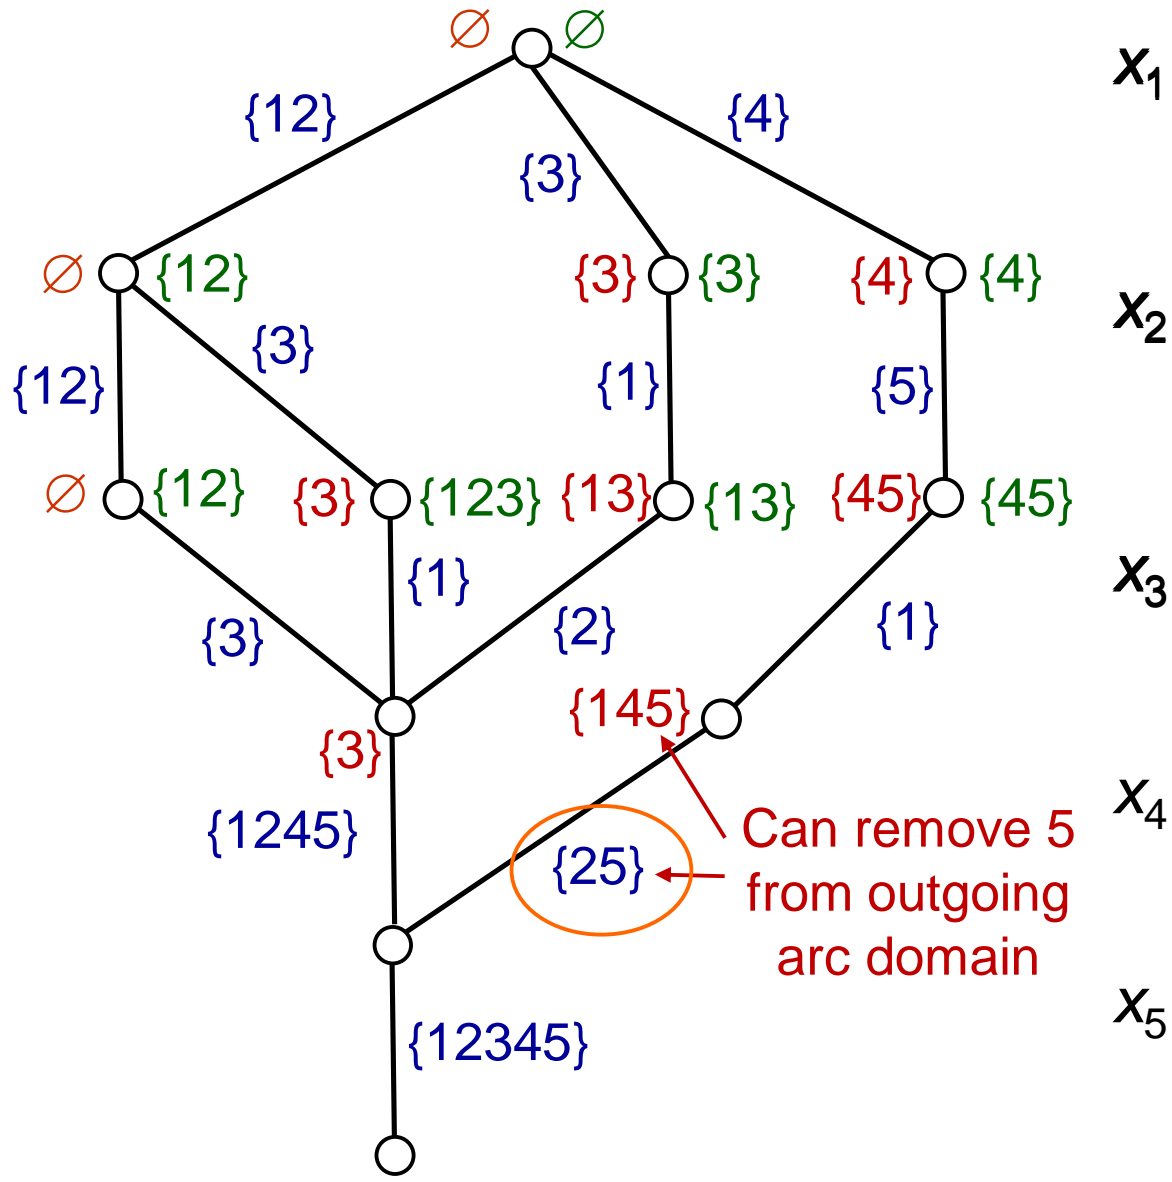 ∅ ∅
x1
{12} {3} {4}
∅ {12} {3} {3} {4} {4}
x2
{12} {3} {1} {5}
∅ {12} {3} {123} {13} {13} {45} {45}
x3
{3} {1} {2} {1}
{3} {145}
x4
{1245} {25}
Can remove 5
from outgoing
arc domain
x5
{12345}